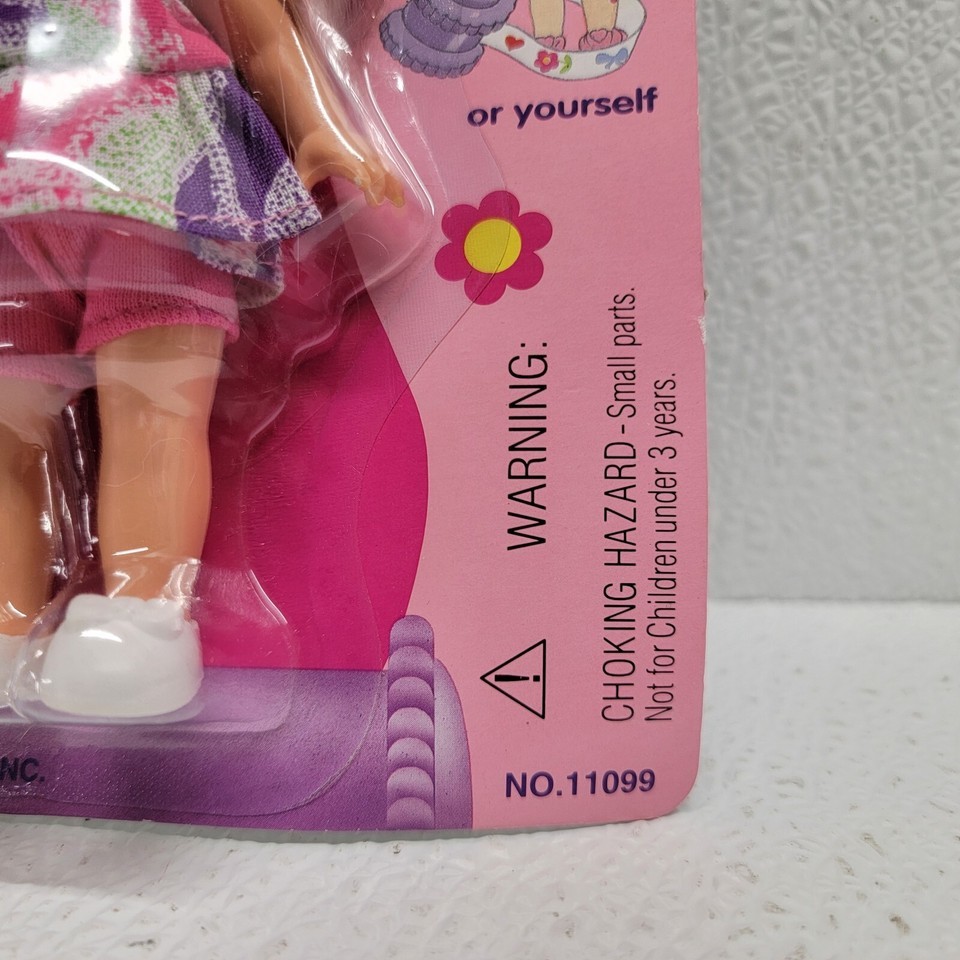 or yourself
WARNING:
CHOKING HAZARD - Small parts.
Not for Children under 3 years.
NC.
NO.11099